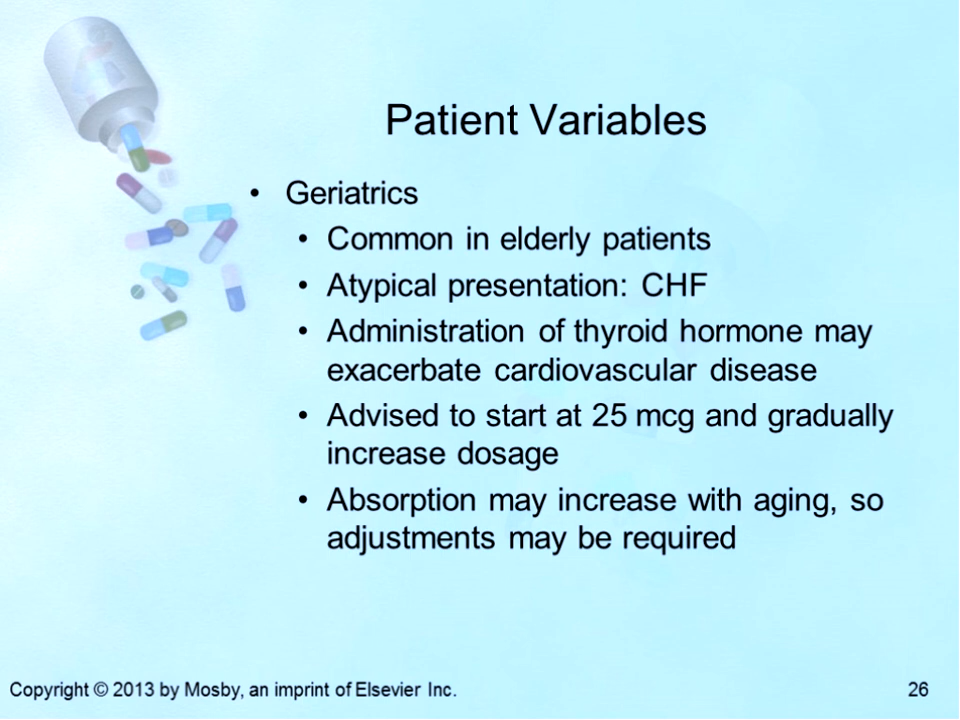 Patient Variables
• Geriatrics
• Common in elderly patients
• Atypical presentation: CHF
• Administration of thyroid hormone may
exacerbate cardiovascular disease
• Advised to start at 25 mcg and gradually
increase dosage
• Absorption may increase with aging, so
adjustments may be required
Copyright © 2013 by Mosby, an imprint of Elsevier Inc.
26